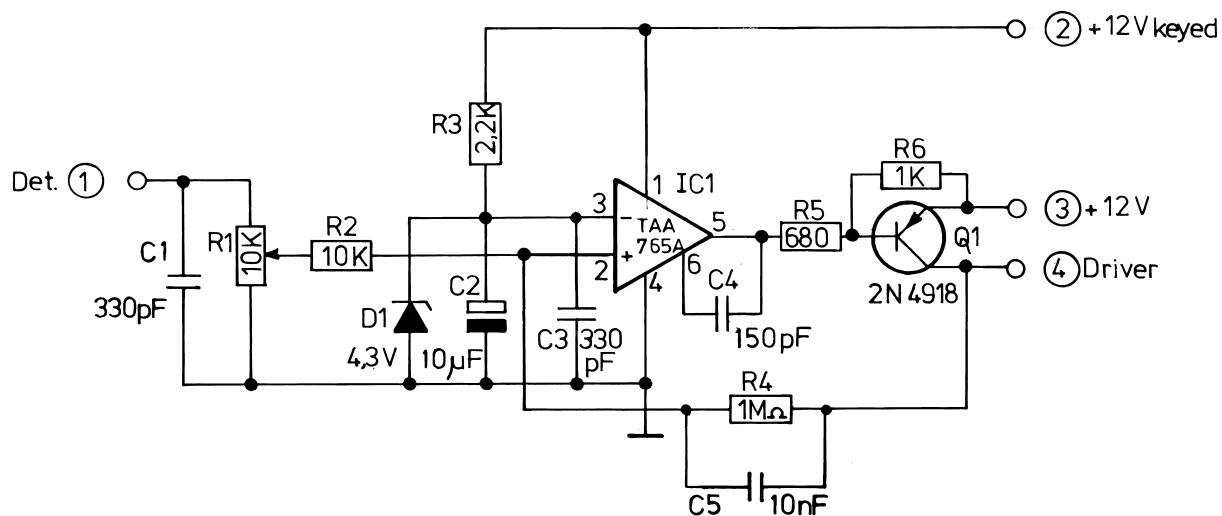 ② +12V keyed
R3
2,2K
R6
1K
Det. ①
1 IC1
3 −
TAA
765A
5
R5
680
③ +12V
Q1
R1
10K
R2
10K
+
2
6
④ Driver
C1
330pF
C2
4
C4
2N4918
D1
4,3V
10µF
C3 330
pF
150pF
R4
1MΩ
C5
10nF